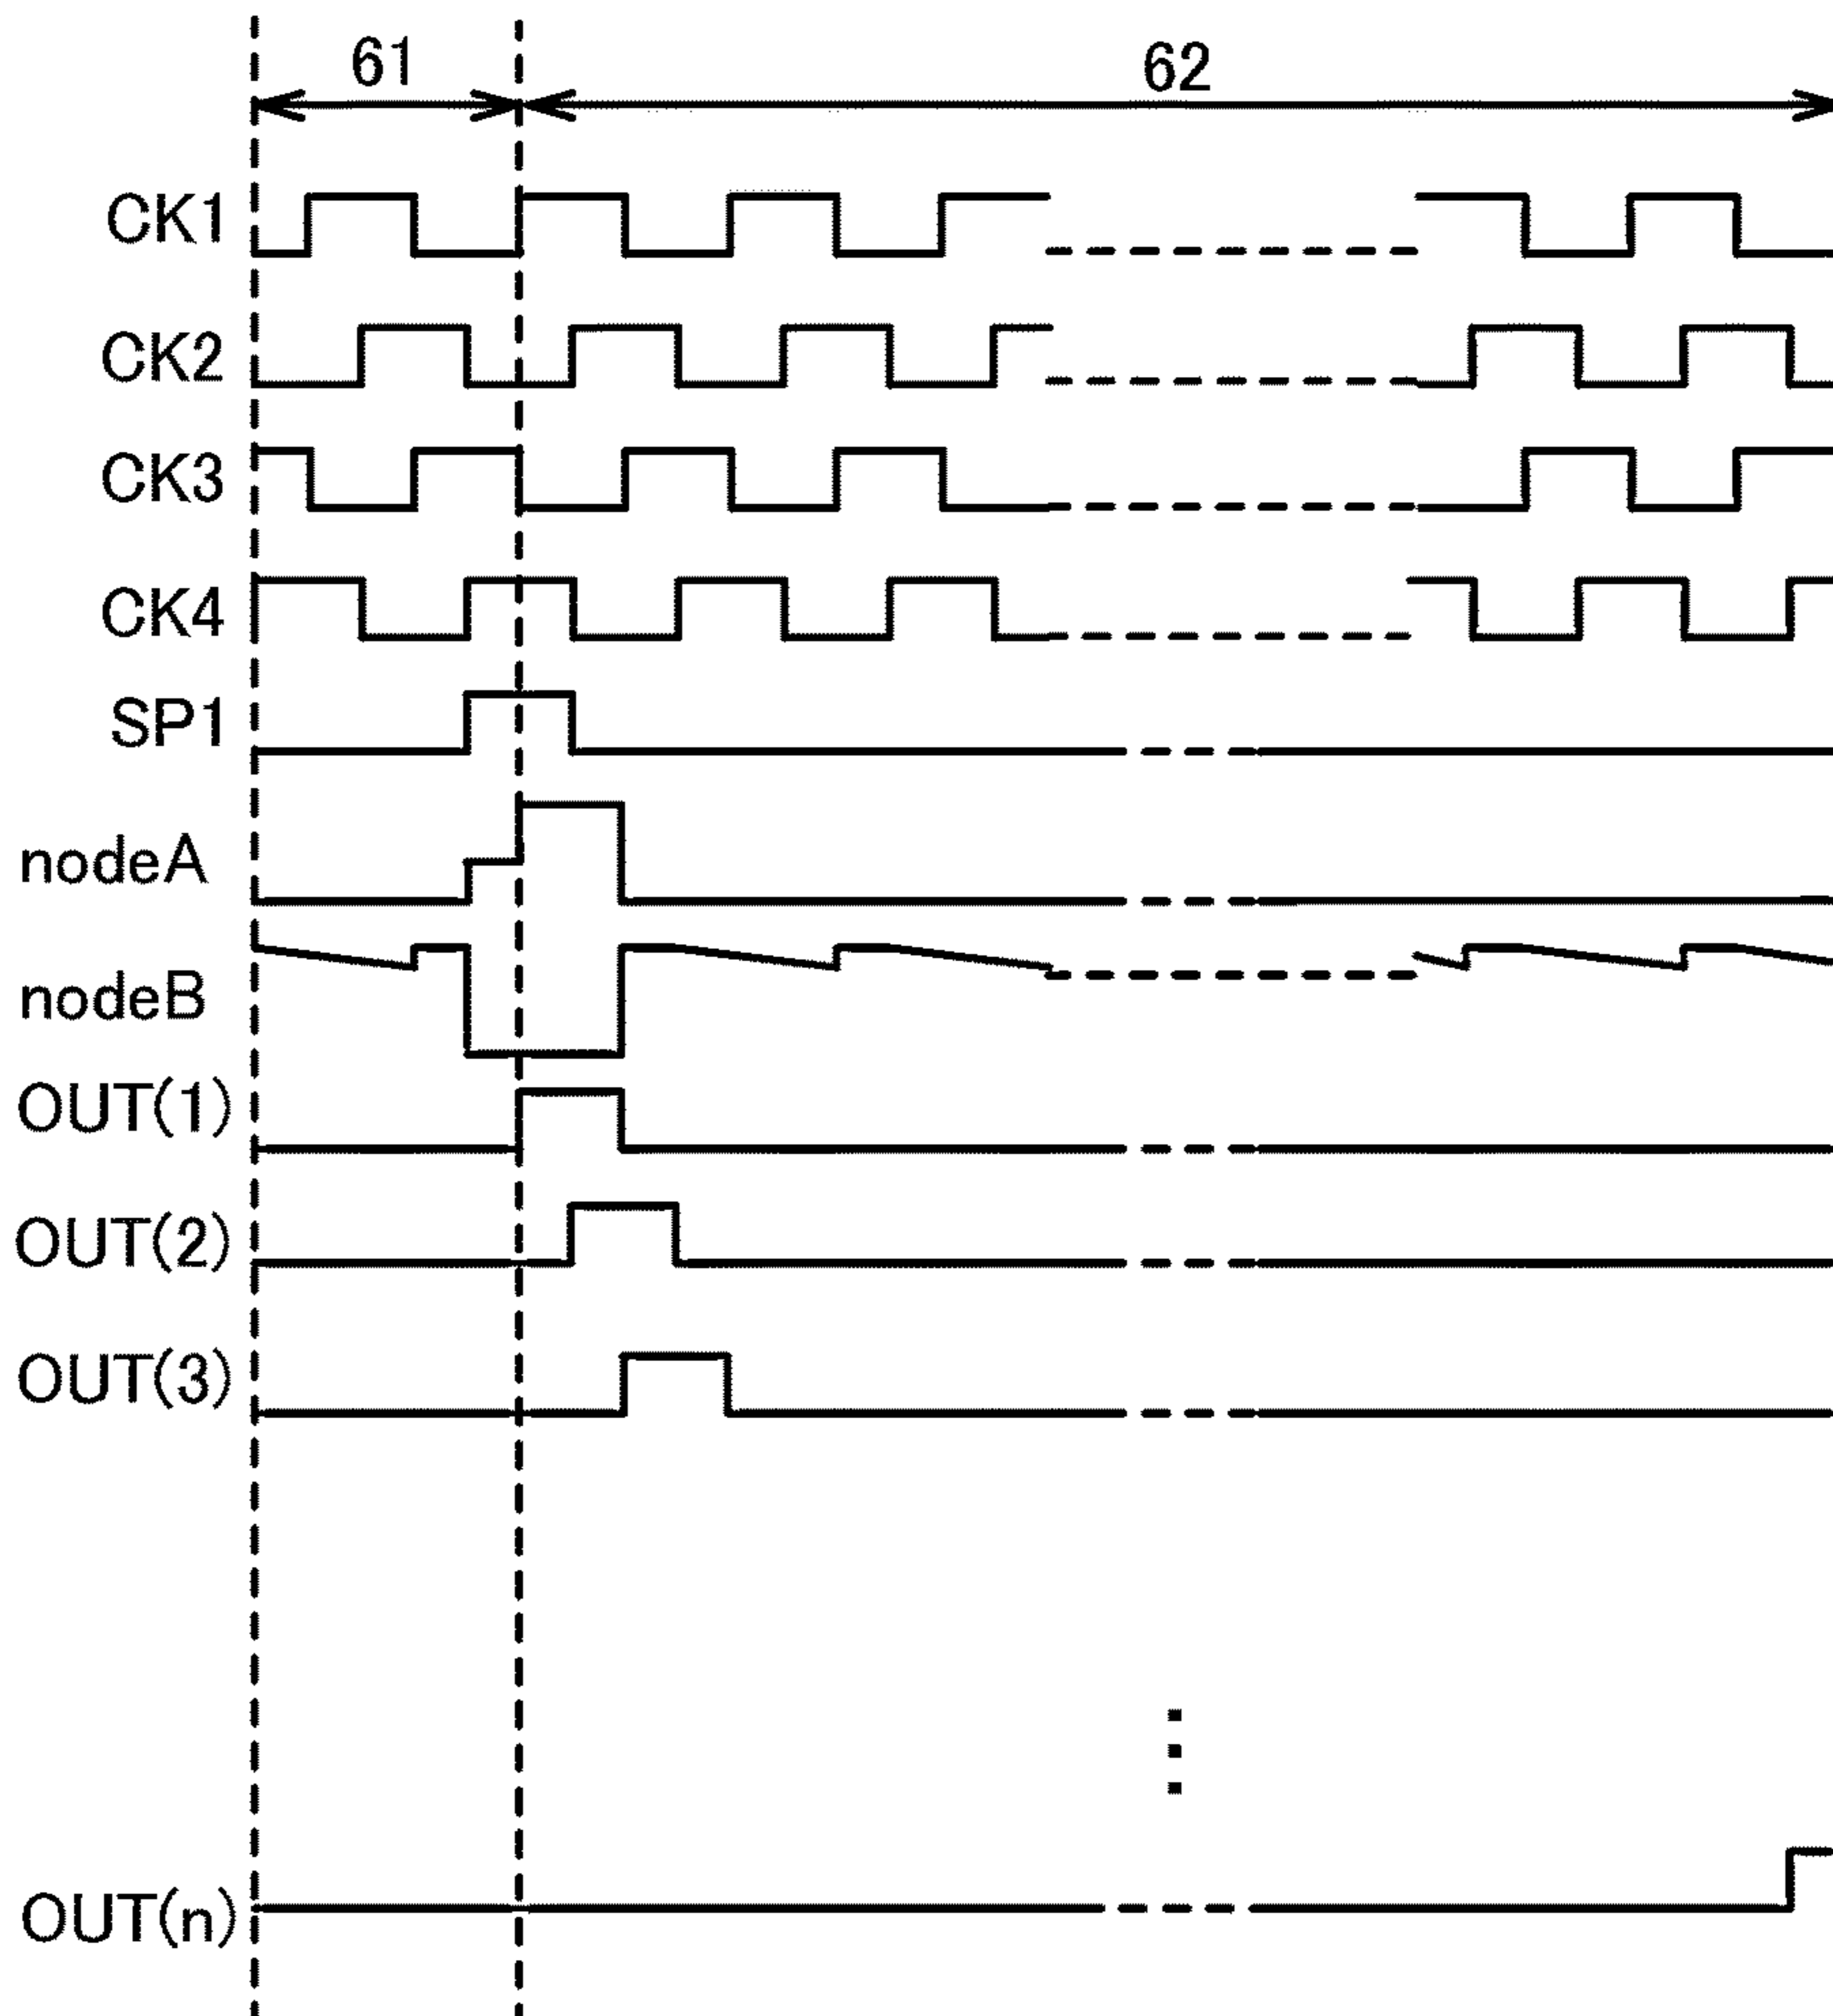 61 62
CK1
CK2
CK3
CK4
SP1
nodeA
nodeB
OUT(1)
OUT(2)
OUT(3)
OUT(n)